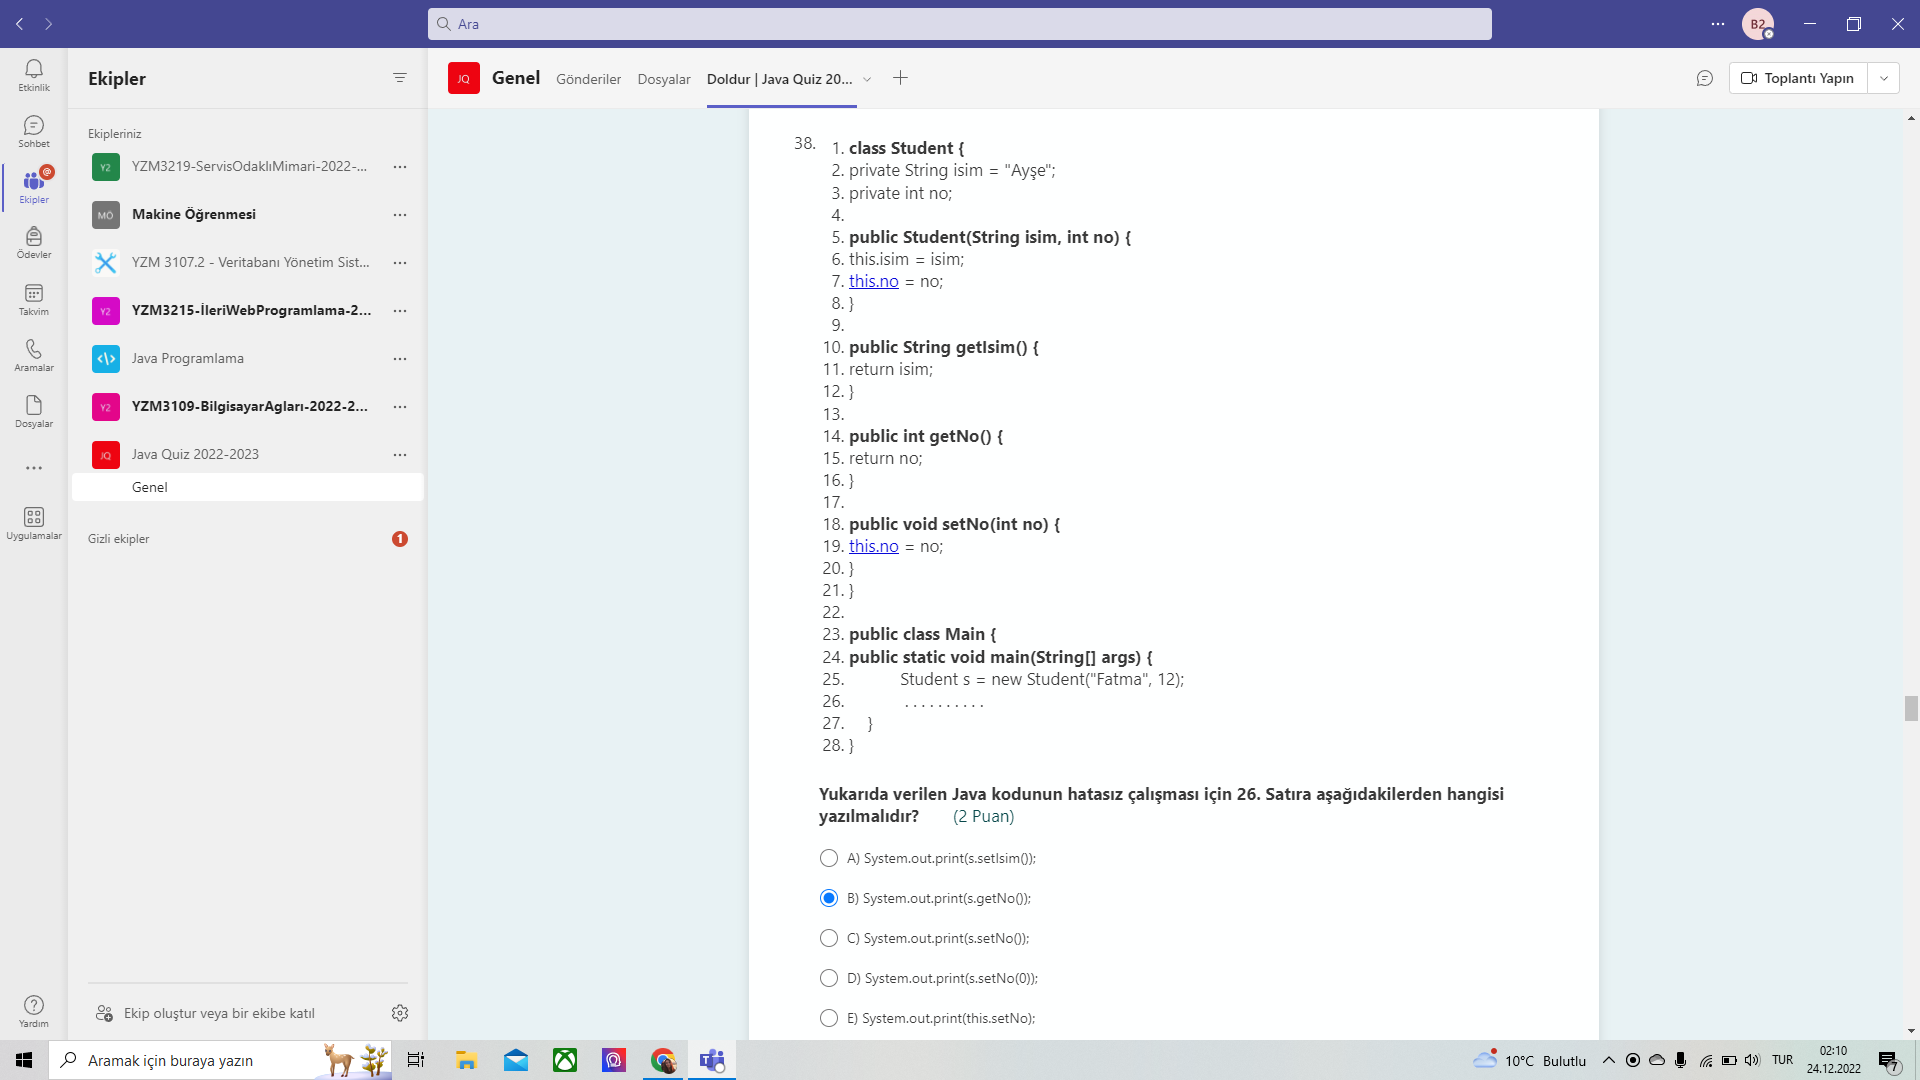 Ara
B2
Etkinlik
Sohbet
@
Ekipler
Ödevler
Takvim
Aramalar
Dosyalar
Uygulamalar
Yardım
Ekipler
Ekipleriniz
Y2 YZM3219-ServisOdaklıMimari-2022-...
MÖ Makine Öğrenmesi
YZM 3107.2 - Veritabanı Yönetim Sist...
Y2 YZM3215-İleriWebProgramlama-2...
Java Programlama
Y2 YZM3109-BilgisayarAgları-2022-2...
JQ Java Quiz 2022-2023
Genel
Gizli ekipler 1
Ekip oluştur veya bir ekibe katıl
JQ Genel Gönderiler Dosyalar Doldur | Java Quiz 20...
Toplantı Yapın
38.
1. class Student {
2. private String isim = "Ayşe";
3. private int no;
4.
5. public Student(String isim, int no) {
6. this.isim = isim;
7. this.no = no;
8. }
9.
10. public String getIsim() {
11. return isim;
12. }
13.
14. public int getNo() {
15. return no;
16. }
17.
18. public void setNo(int no) {
19. this.no = no;
20. }
21. }
22.
23. public class Main {
24. public static void main(String[] args) {
25. Student s = new Student("Fatma", 12);
26. . . . . . . . . . .
27. }
28. }
Yukarıda verilen Java kodunun hatasız çalışması için 26. Satıra aşağıdakilerden hangisi
yazılmalıdır? (2 Puan)
A) System.out.print(s.setIsim());
B) System.out.print(s.getNo());
C) System.out.print(s.setNo());
D) System.out.print(s.setNo(0));
E) System.out.print(this.setNo);
Aramak için buraya yazın
10°C Bulutlu
TUR
02:10
24.12.2022
7